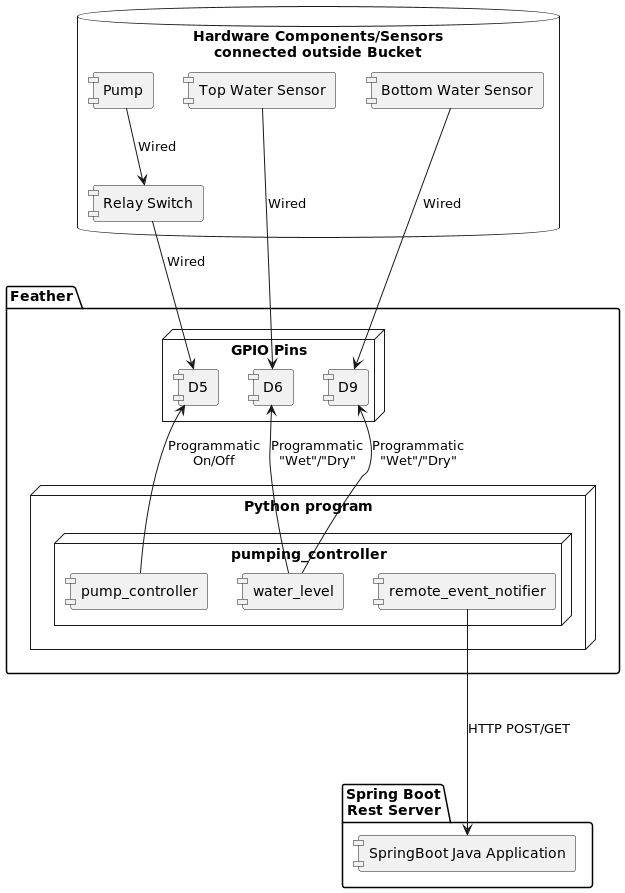 Hardware Components/Sensors
connected outside Bucket
Pump
Top Water Sensor
Bottom Water Sensor
Wired
Relay Switch
Wired
Wired
Wired
Feather
GPIO Pins
D5
D6
D9
Programmatic
On/Off
Programmatic
"Wet"/"Dry"
Programmatic
"Wet"/"Dry"
Python program
pumping_controller
pump_controller
water_level
remote_event_notifier
HTTP POST/GET
Spring Boot
Rest Server
SpringBoot Java Application